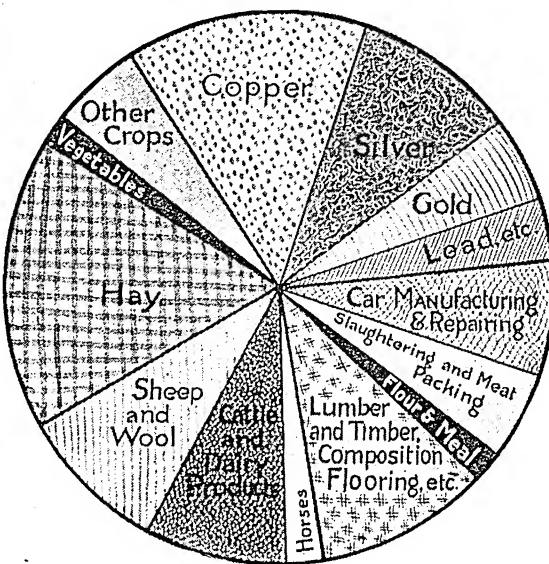 Copper
Silver
Gold
Lead etc
Car Manufacturing
& Repairing
Slaughtering and Meat
Packing
Flour & Meal
Lumber
and Timber,
Composition
Flooring, etc.
Horses
Cattle
and
Dairy
Products
Sheep
and
Wool
Hay
Vegetables
Other
Crops